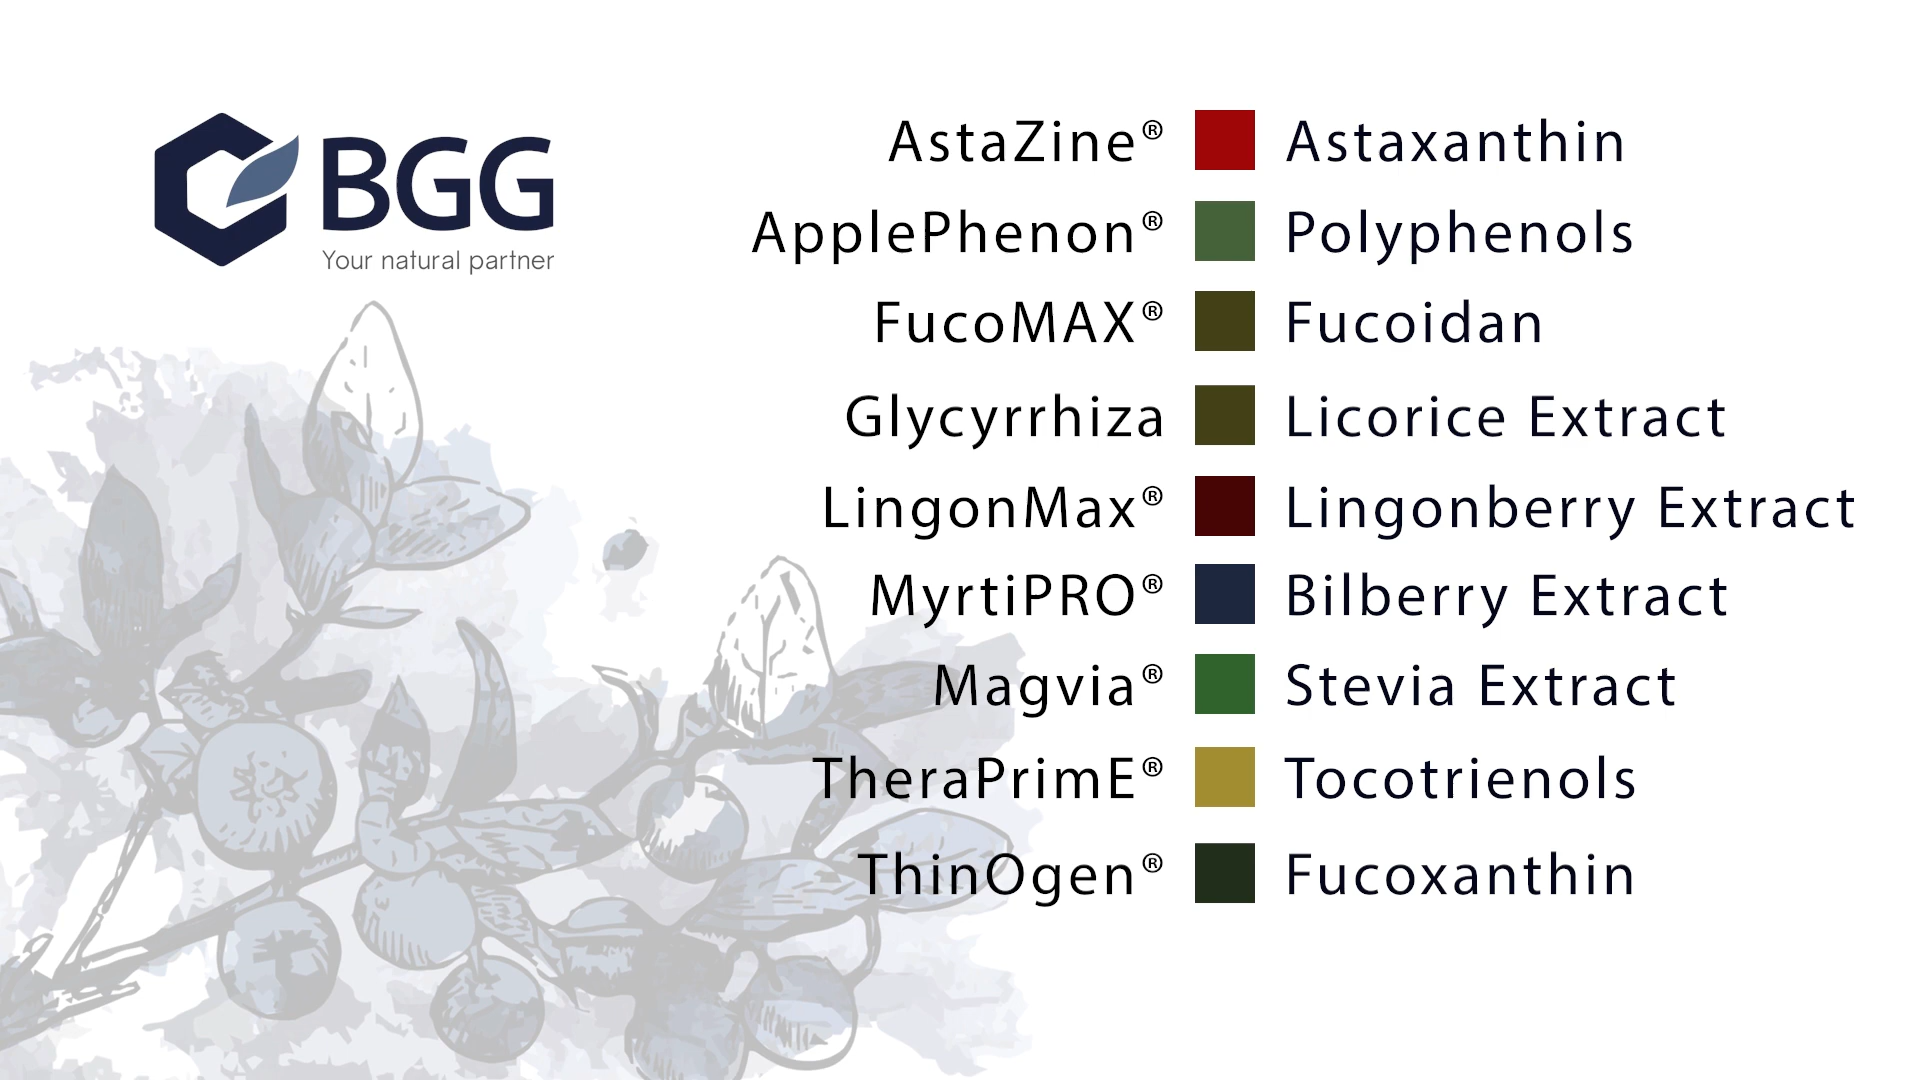 BGG
Your natural partner
AstaZine® Astaxanthin
ApplePhenon® Polyphenols
FucoMAX® Fucoidan
Glycyrrhiza Licorice Extract
LingonMax® Lingonberry Extract
MyrtiPRO® Bilberry Extract
Magvia® Stevia Extract
TheraPrimE® Tocotrienols
ThinOgen® Fucoxanthin